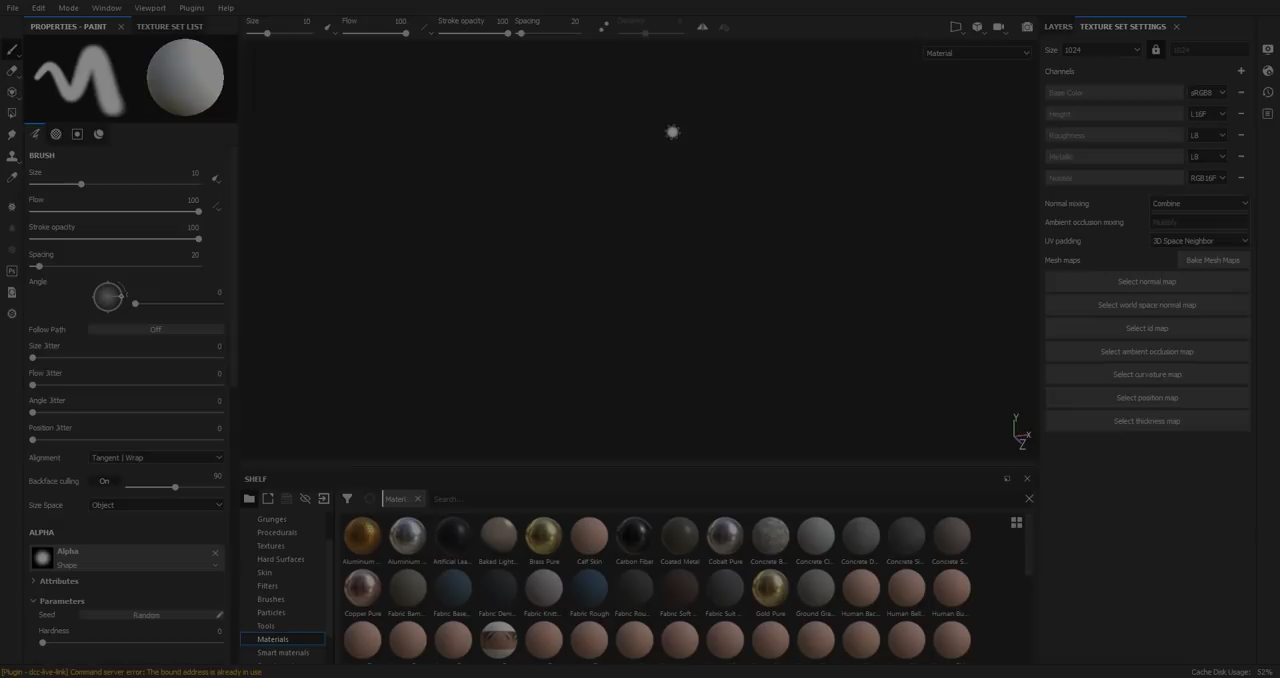 File Edit Mode Window Viewport Plugins Help
PROPERTIES - PAINT TEXTURE SET LIST
Size 10 Flow 100 Stroke opacity 100 Spacing 20 Distance
LAYERS TEXTURE SET SETTINGS
Material
Size 1024 1024
Channels
Base Color sRGB8
Height L16F
Roughness L8
Metallic L8
Normal RGB16F
Normal mixing Combine
Ambient occlusion mixing Multiply
UV padding 3D Space Neighbor
Mesh maps Bake Mesh Maps
Select normal map
Select world space normal map
Select id map
Select ambient occlusion map
Select curvature map
Select position map
Select thickness map
BRUSH
Size 10
Flow 100
Stroke opacity 100
Spacing 20
Angle 0
Follow Path Off
Size Jitter 0
Flow Jitter 0
Angle Jitter 0
Position Jitter 0
Alignment Tangent | Wrap
Backface culling On 90
Size Space Object
ALPHA
Alpha
Shape
Attributes
Parameters
Seed Random
Hardness 0
Ps
Y
X
Z
SHELF
Materi... Search...
Grunges
Procedurals
Textures
Hard Surfaces
Skin
Filters
Brushes
Particles
Tools
Materials
Smart materials
Aluminium ... Aluminium ... Artificial Lea... Baked Light... Brass Pure Calf Skin Carbon Fiber Coated Metal Cobalt Pure Concrete B... Concrete Cl... Concrete D... Concrete Si... Concrete S...
Copper Pure Fabric Bam... Fabric Base... Fabric Deni... Fabric Knitt... Fabric Rough Fabric Rou... Fabric Soft ... Fabric Suit ... Gold Pure Ground Gra... Human Bac... Human Bell... Human Bu...
[Plugin - dcc-live-link] Command server error: The bound address is already in use
Cache Disk Usage: 52%